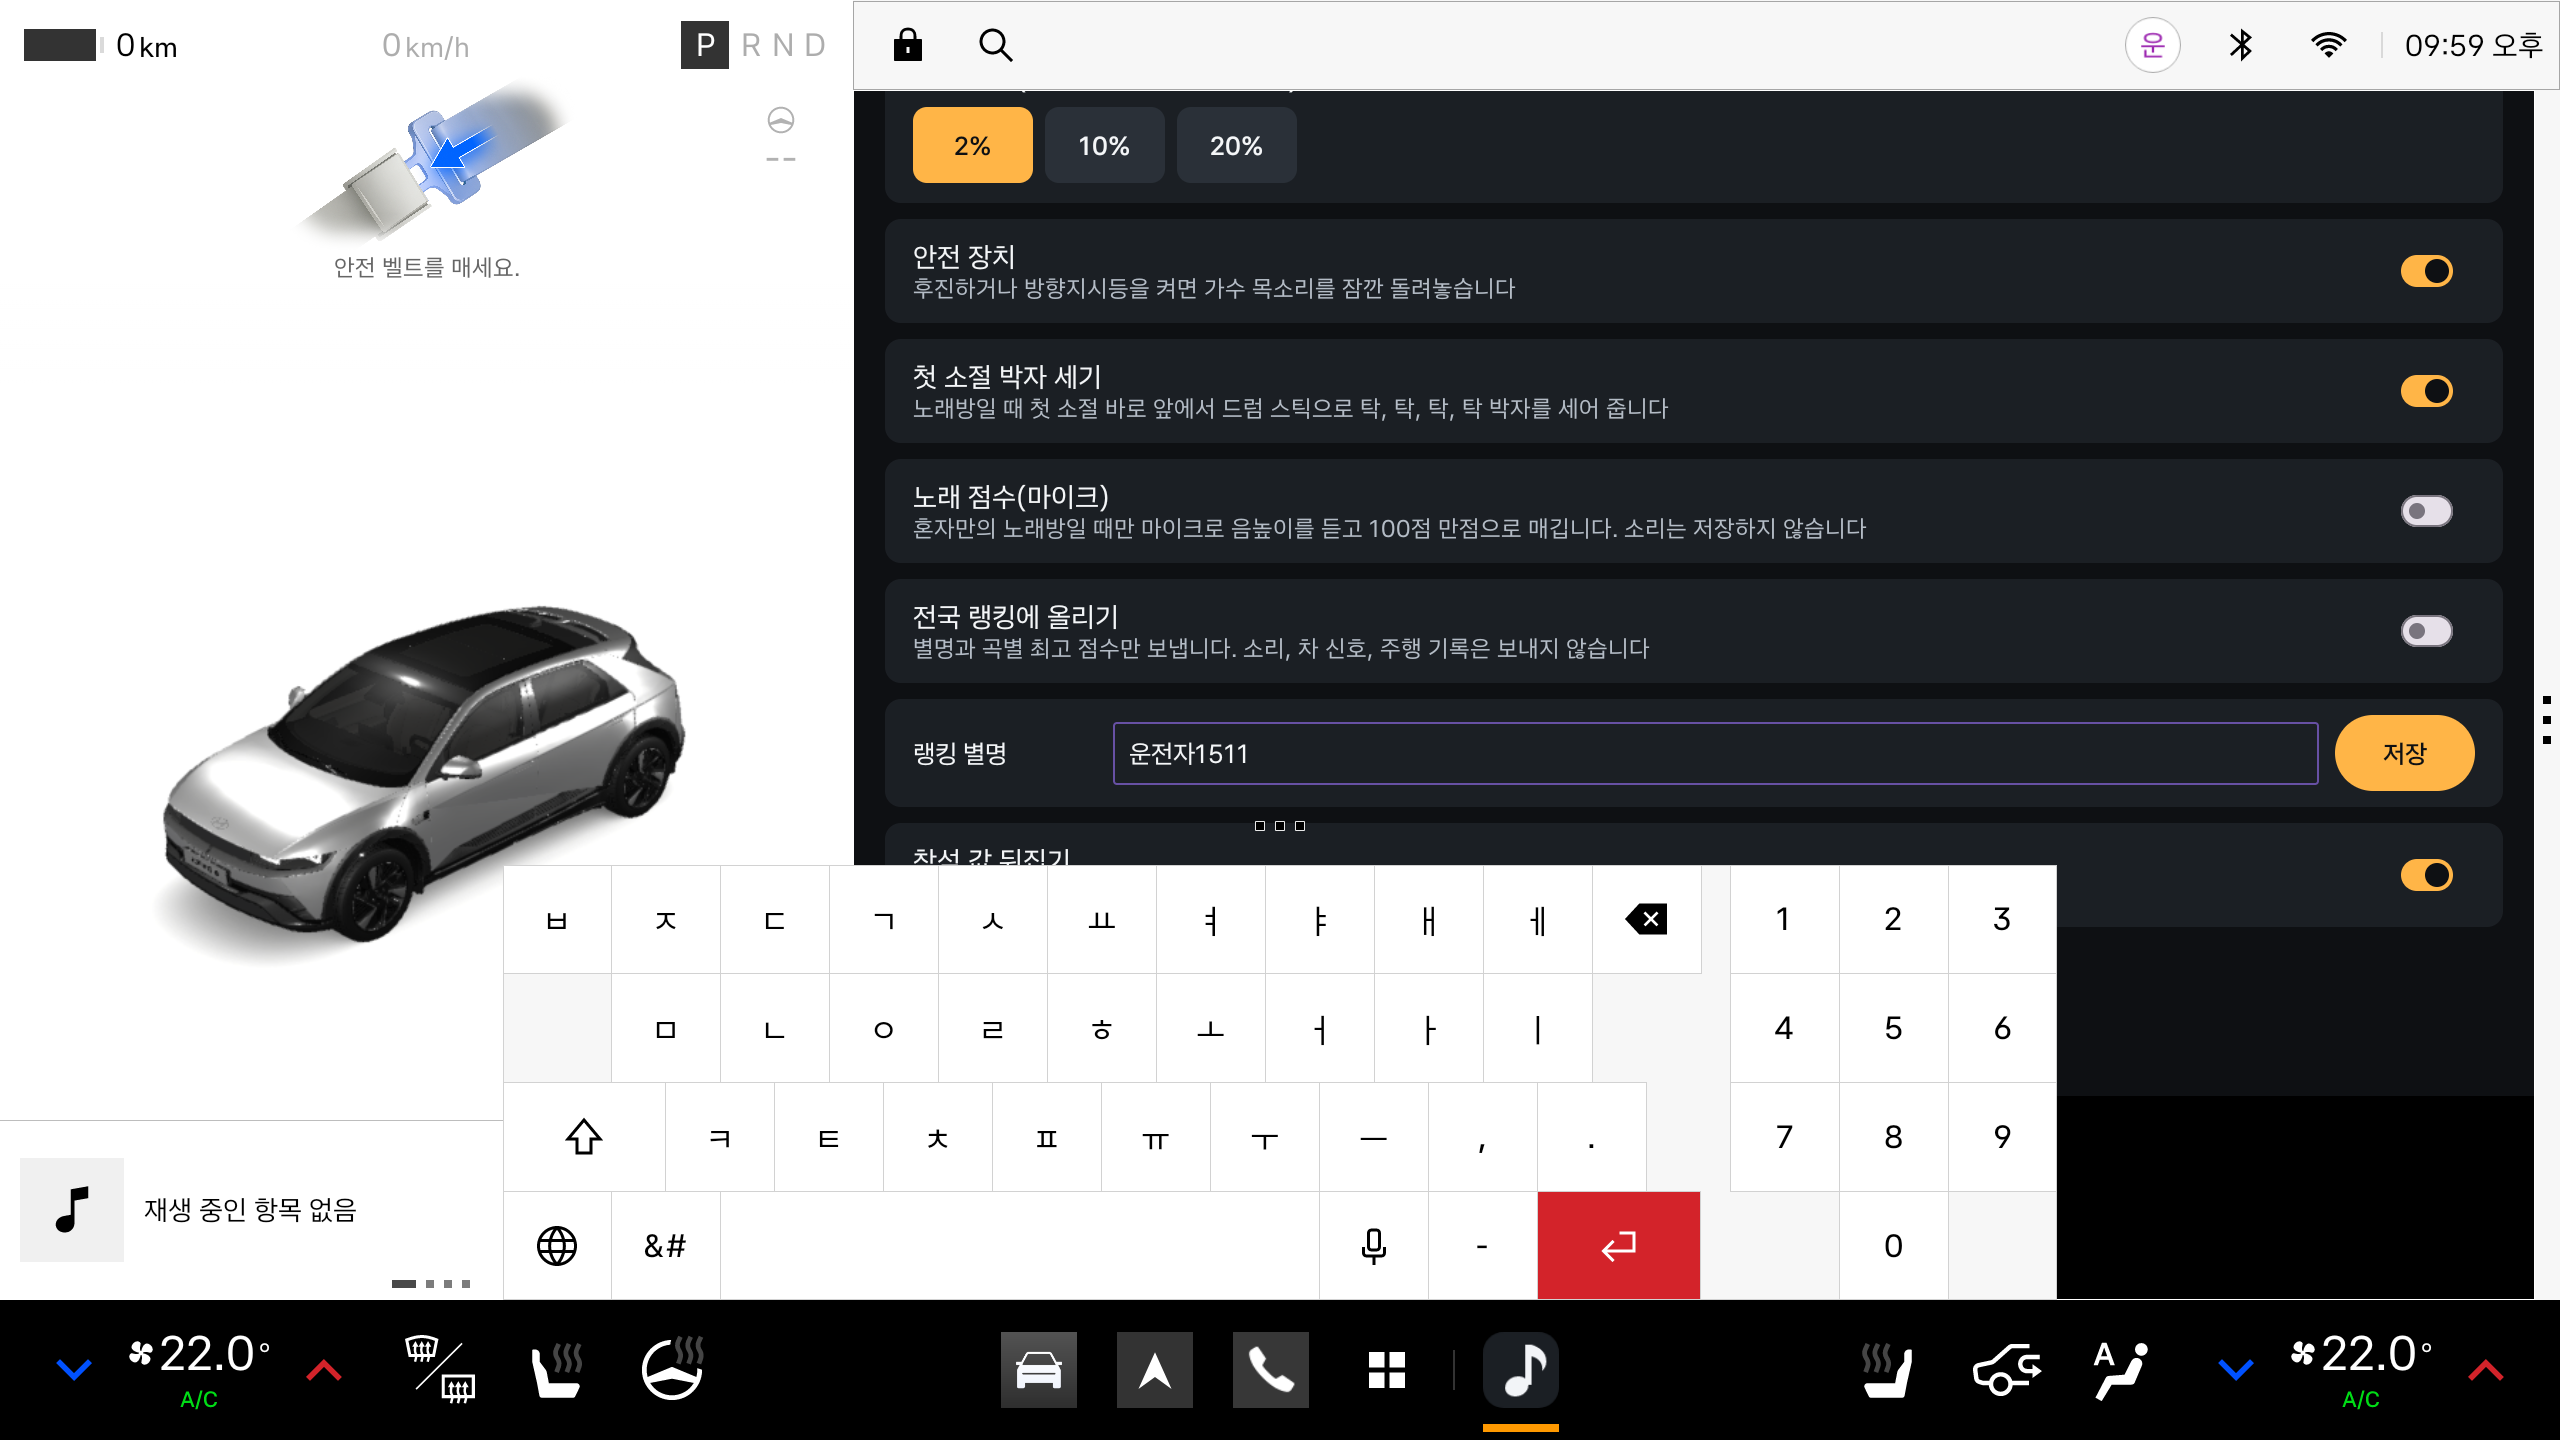 0 km
0 km/h
P R N D
운
09:59 오후
안전 벨트를 매세요.
--
2%
10%
20%
안전 장치
후진하거나 방향지시등을 켜면 가수 목소리를 잠깐 돌려놓습니다
첫 소절 박자 세기
노래방일 때 첫 소절 바로 앞에서 드럼 스틱으로 탁, 탁, 탁, 탁 박자를 세어 줍니다
노래 점수(마이크)
혼자만의 노래방일 때만 마이크로 음높이를 듣고 100점 만점으로 매깁니다. 소리는 저장하지 않습니다
전국 랭킹에 올리기
별명과 곡별 최고 점수만 보냅니다. 소리, 차 신호, 주행 기록은 보내지 않습니다
랭킹 별명
운전자1511
저장
ㅂ ㅈ ㄷ ㄱ ㅅ ㅛ ㅕ ㅑ ㅐ ㅔ 1 2 3
ㅁ ㄴ ㅇ ㄹ ㅎ ㅗ ㅓ ㅏ ㅣ 4 5 6
ㅋ ㅌ ㅊ ㅍ ㅠ ㅜ ㅡ , . 7 8 9
&# - 0
재생 중인 항목 없음
22.0°
A/C
A
22.0°
A/C